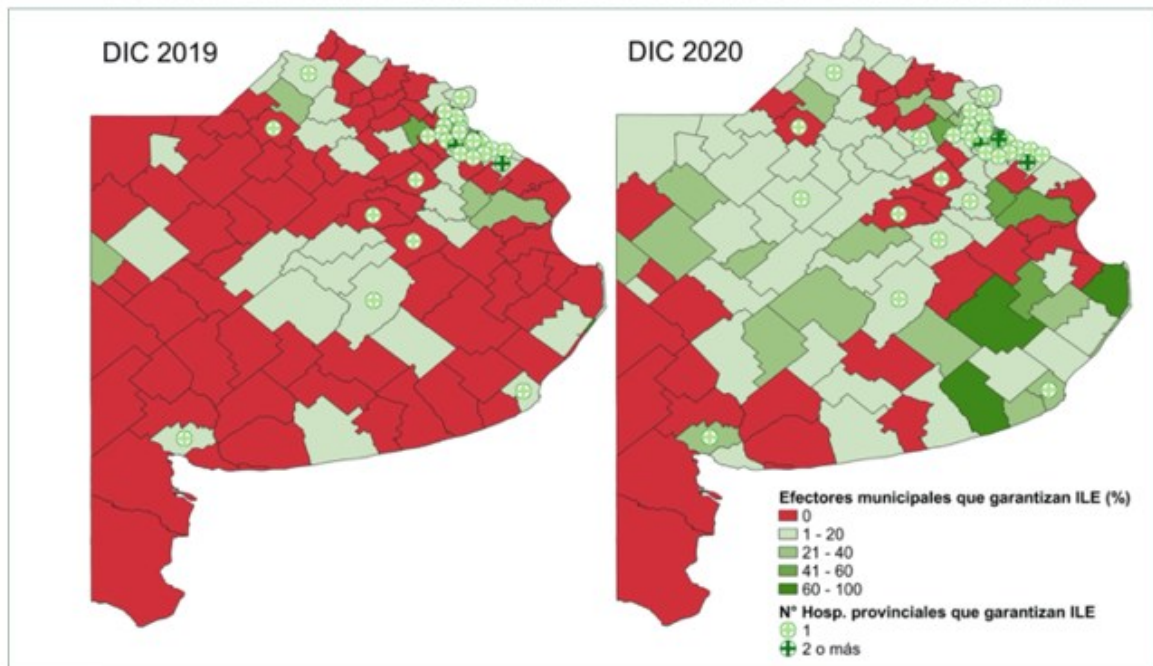 DIC 2019
DIC 2020
Efectores municipales que garantizan ILE (%)
0
1 - 20
21 - 40
41 - 60
60 - 100
N° Hosp. provinciales que garantizan ILE
1
2 o más